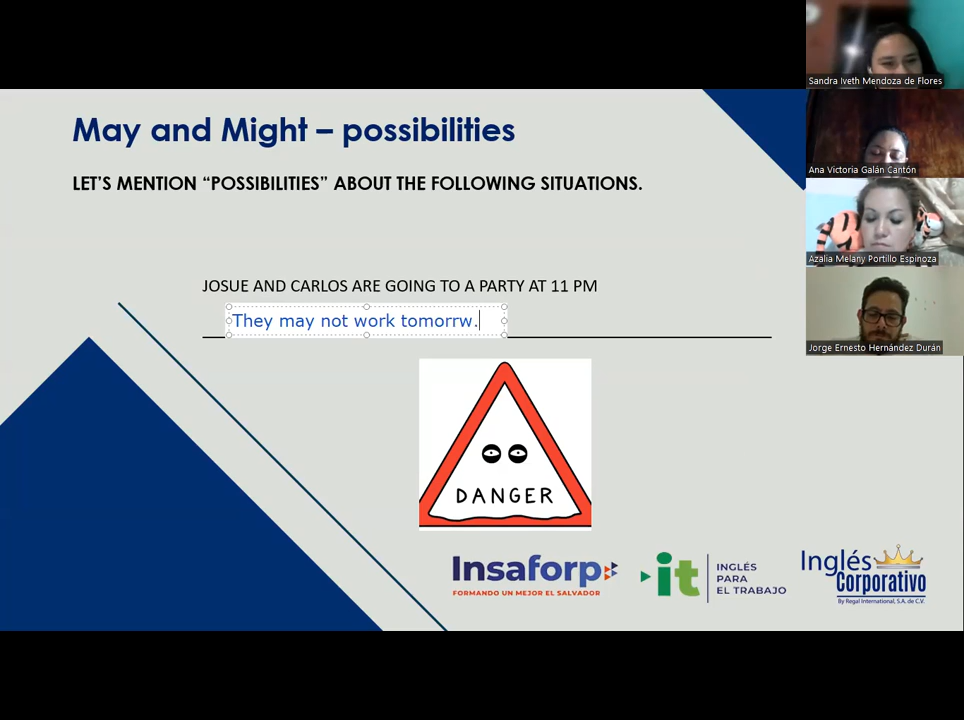 May and Might – possibilities
LET'S MENTION “POSSIBILITIES” ABOUT THE FOLLOWING SITUATIONS.
JOSUE AND CARLOS ARE GOING TO A PARTY AT 11 PM
They may not work tomorrw.
DANGER
Insaforp
FORMANDO UN MEJOR EL SALVADOR
it
INGLÉS
PARA
EL TRABAJO
Inglés
Corporativo
By Regal International, S.A. de C.V.
Sandra Iveth Mendoza de Flores
Ana Victoria Galán Cantón
Azalia Melany Portillo Espinoza
Jorge Ernesto Hernández Durán